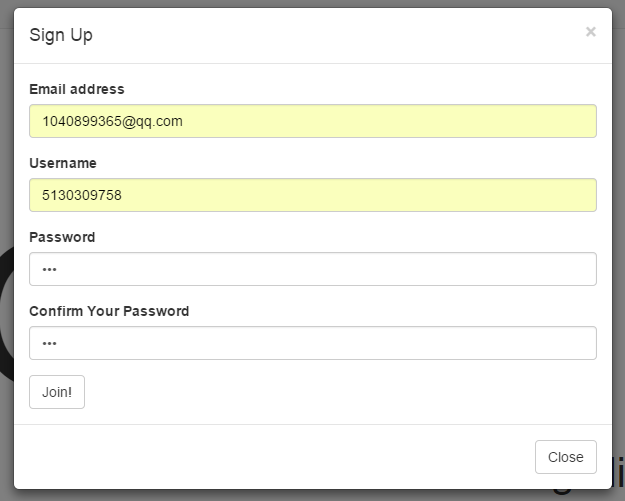 Sign Up
×
Email address
1040899365@qq.com
Username
5130309758
Password
•••
Confirm Your Password
•••
Join!
Close